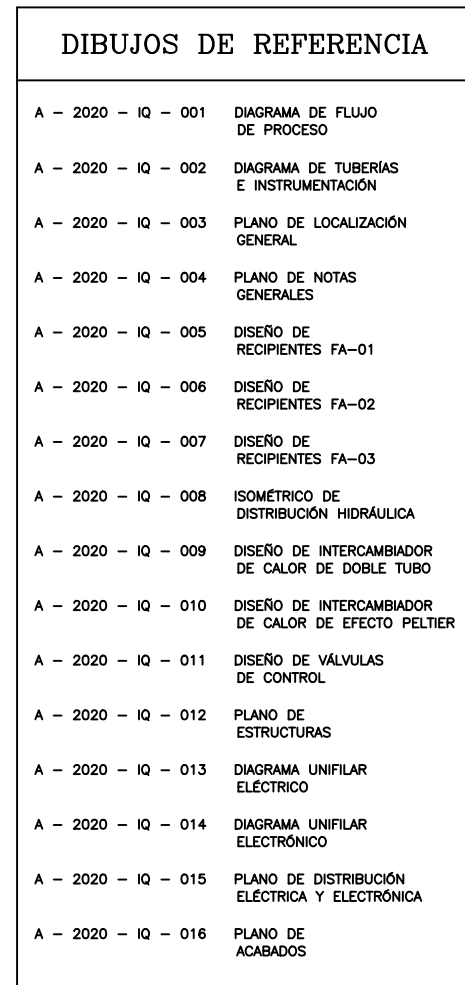 DIBUJOS DE REFERENCIA
A - 2020 - IQ - 001 DIAGRAMA DE FLUJO
DE PROCESO
A - 2020 - IQ - 002 DIAGRAMA DE TUBERÍAS
E INSTRUMENTACIÓN
A - 2020 - IQ - 003 PLANO DE LOCALIZACIÓN
GENERAL
A - 2020 - IQ - 004 PLANO DE NOTAS
GENERALES
A - 2020 - IQ - 005 DISEÑO DE
RECIPIENTES FA-01
A - 2020 - IQ - 006 DISEÑO DE
RECIPIENTES FA-02
A - 2020 - IQ - 007 DISEÑO DE
RECIPIENTES FA-03
A - 2020 - IQ - 008 ISOMÉTRICO DE
DISTRIBUCIÓN HIDRÁULICA
A - 2020 - IQ - 009 DISEÑO DE INTERCAMBIADOR
DE CALOR DE DOBLE TUBO
A - 2020 - IQ - 010 DISEÑO DE INTERCAMBIADOR
DE CALOR DE EFECTO PELTIER
A - 2020 - IQ - 011 DISEÑO DE VÁLVULAS
DE CONTROL
A - 2020 - IQ - 012 PLANO DE
ESTRUCTURAS
A - 2020 - IQ - 013 DIAGRAMA UNIFILAR
ELÉCTRICO
A - 2020 - IQ - 014 DIAGRAMA UNIFILAR
ELECTRÓNICO
A - 2020 - IQ - 015 PLANO DE DISTRIBUCIÓN
ELÉCTRICA Y ELECTRÓNICA
A - 2020 - IQ - 016 PLANO DE
ACABADOS